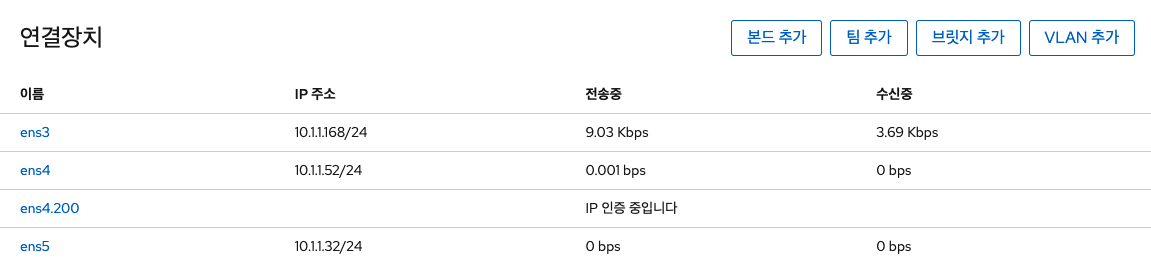 연결장치 본드 추가 팀 추가 브릿지 추가 VLAN 추가
이름 IP 주소 전송중 수신중
ens3 10.1.1.168/24 9.03 Kbps 3.69 Kbps
ens4 10.1.1.52/24 0.001 bps 0 bps
ens4.200 IP 인증 중입니다
ens5 10.1.1.32/24 0 bps 0 bps